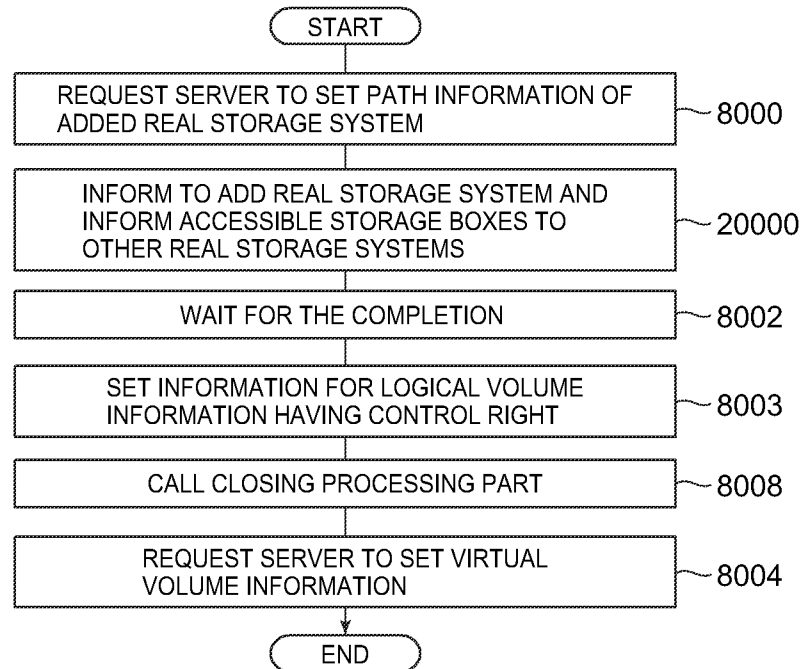 START
REQUEST SERVER TO SET PATH INFORMATION OF
ADDED REAL STORAGE SYSTEM
8000
INFORM TO ADD REAL STORAGE SYSTEM AND
INFORM ACCESSIBLE STORAGE BOXES TO
OTHER REAL STORAGE SYSTEMS
20000
WAIT FOR THE COMPLETION
8002
SET INFORMATION FOR LOGICAL VOLUME
INFORMATION HAVING CONTROL RIGHT
8003
CALL CLOSING PROCESSING PART
8008
REQUEST SERVER TO SET VIRTUAL
VOLUME INFORMATION
8004
END